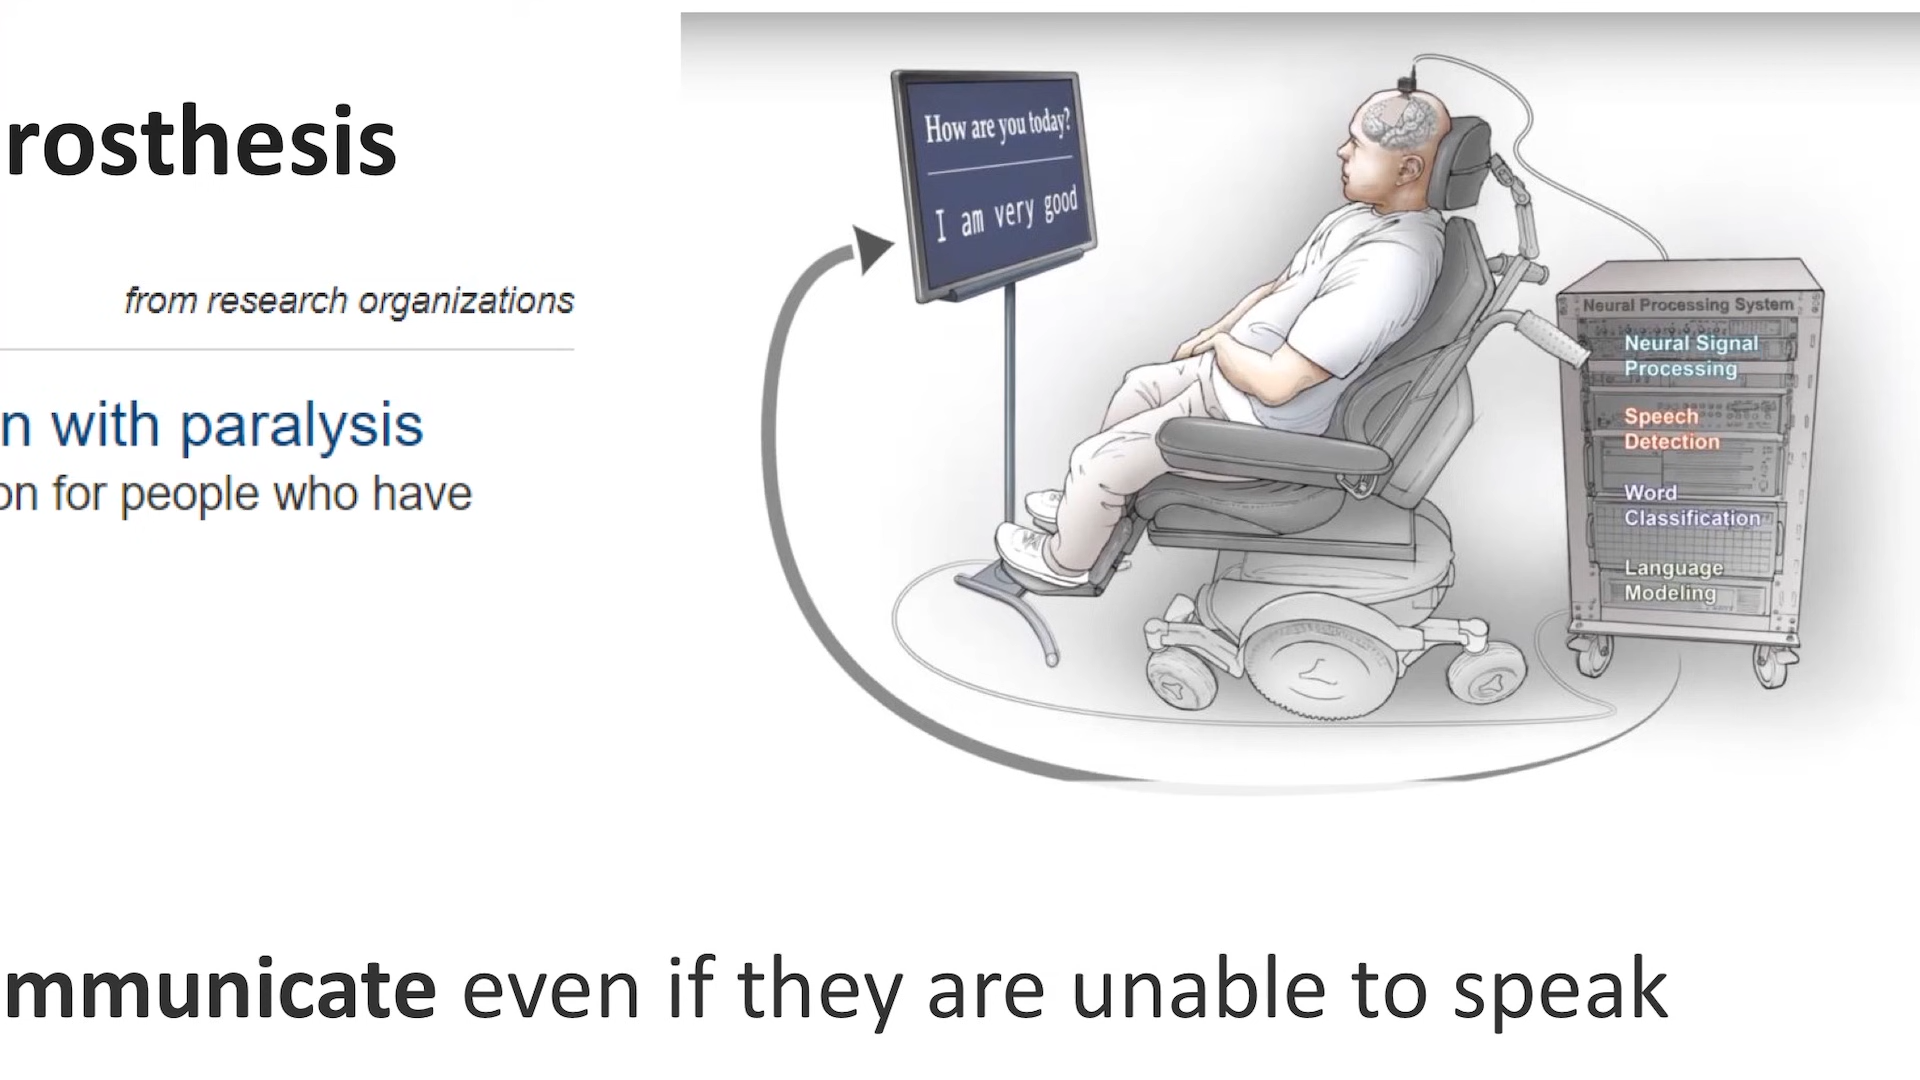 rosthesis
from research organizations
n with paralysis
on for people who have
How are you today?
I am very good
Neural Processing System
Neural Signal
Processing
Speech
Detection
Word
Classification
Language
Modeling
mmunicate even if they are unable to speak